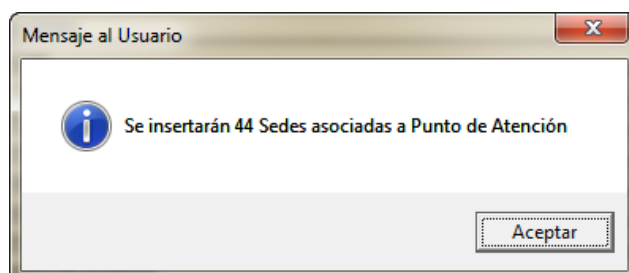 Mensaje al Usuario
Se insertarán 44 Sedes asociadas a Punto de Atención
Aceptar